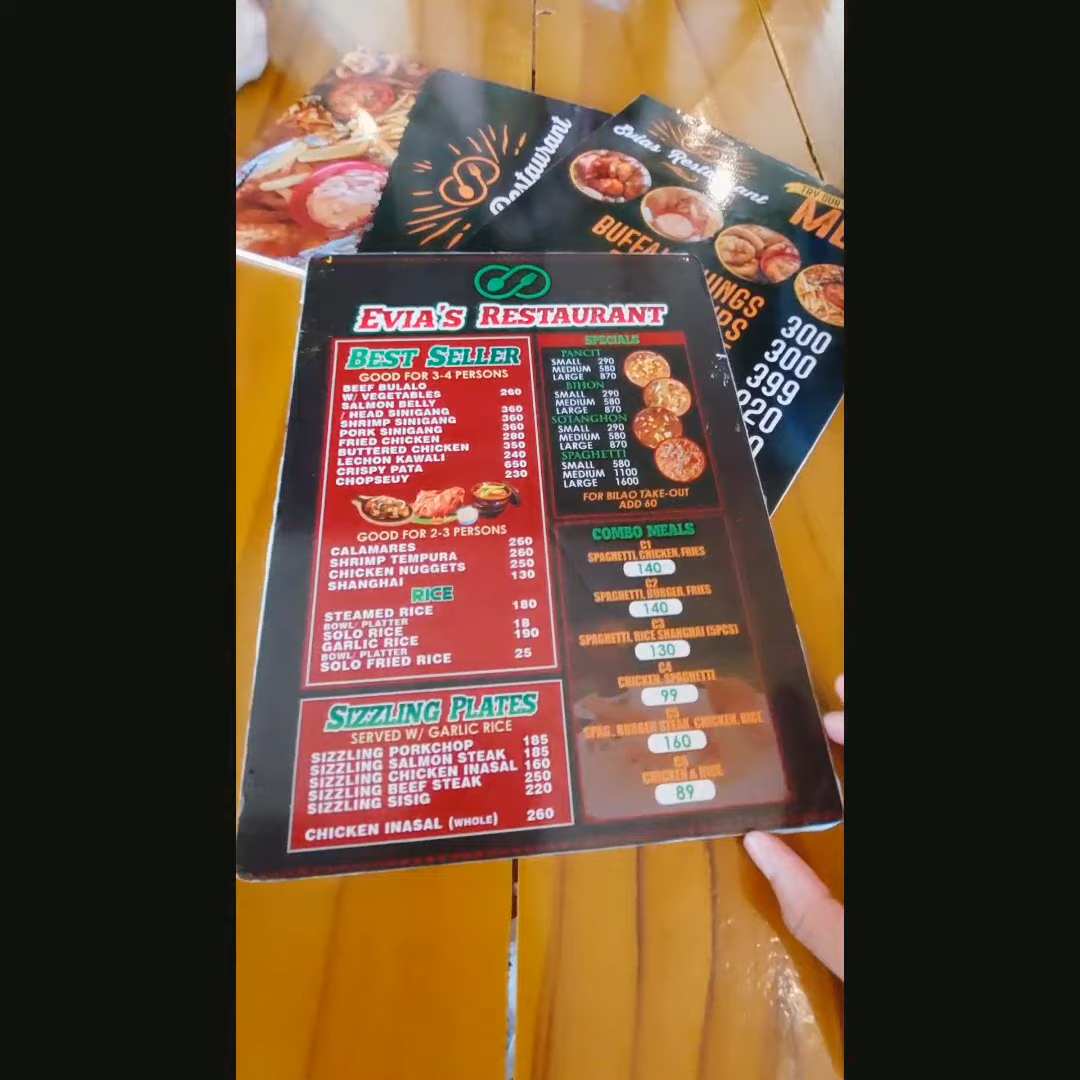 Restaurant
Evias Restaurant
TRY OUR
BUFFA
INGS
300
300
399
EVIA'S RESTAURANT
BEST SELLER
GOOD FOR 3-4 PERSONS
BEEF BULALO
W/ VEGETABLES 260
SALMON BELLY
/ HEAD SINIGANG 360
SHRIMP SINIGANG 360
PORK SINIGANG 360
FRIED CHICKEN 280
BUTTERED CHICKEN 350
LECHON KAWALI 240
CRISPY PATA 650
CHOPSEUY 230
GOOD FOR 2-3 PERSONS
CALAMARES 260
SHRIMP TEMPURA 260
CHICKEN NUGGETS 250
SHANGHAI 130
RICE
STEAMED RICE 180
BOWL/ PLATTER
SOLO RICE 18
GARLIC RICE 190
BOWL/ PLATTER
SOLO FRIED RICE 25
SIZZLING PLATES
SERVED W/ GARLIC RICE
SIZZLING PORKCHOP 185
SIZZLING SALMON STEAK 185
SIZZLING CHICKEN INASAL 160
SIZZLING BEEF STEAK 250
SIZZLING SISIG 220
CHICKEN INASAL (WHOLE) 260
SPECIALS
PANCIT
SMALL 290
MEDIUM 580
LARGE 870
BIHON
SMALL 290
MEDIUM 580
LARGE 870
SOTANGHON
SMALL 290
MEDIUM 580
LARGE 870
SPAGHETTI
SMALL 580
MEDIUM 1100
LARGE 1600
FOR BILAO TAKE-OUT
ADD 60
COMBO MEALS
C1
SPAGHETTI, CHICKEN, FRIES
140
C2
SPAGHETTI, BURGER, FRIES
140
C3
SPAGHETTI, RICE SHANGHAI (5PCS)
130
C4
CHICKEN, SPAGHETTI
99
C5
SPAG., BURGER STEAK, CHICKEN, RICE
160
C6
CHICKEN & RICE
89